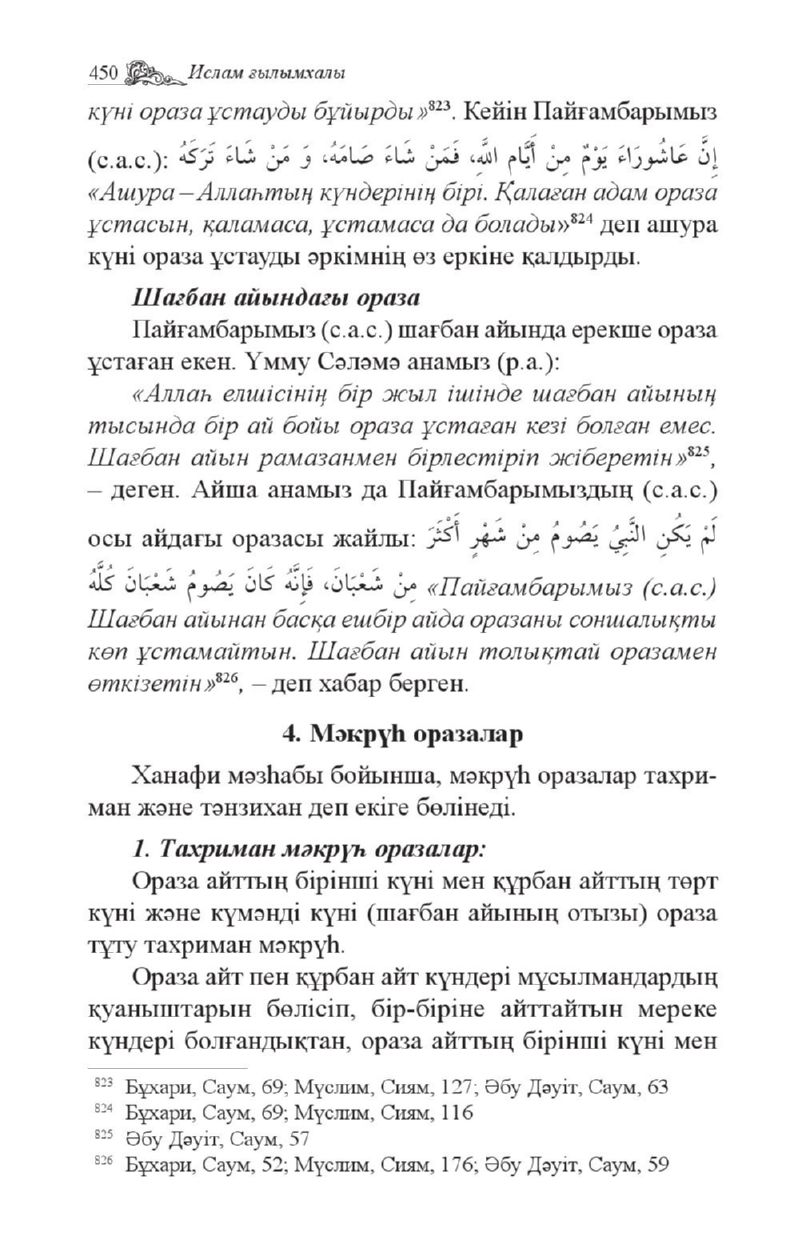 450 Ислам ғылымхалы
күні ораза ұстауды бұйырды»⁸²³. Кейін Пайғамбарымыз
(с.а.с.): إِنَّ عَاشُورَاءَ يَوْمٌ مِنْ أَيَّامِ اللَّهِ، فَمَنْ شَاءَ صَامَهُ، وَ مَنْ شَاءَ تَرَكَهُ
«Ашура – Аллаһтың күндерінің бірі. Қалаған адам ораза
ұстасын, қаламаса, ұстамаса да болады»⁸²⁴ деп ашура
күні ораза ұстауды әркімнің өз еркіне қалдырды.
Шағбан айындағы ораза
Пайғамбарымыз (с.а.с.) шағбан айында ерекше ораза
ұстаған екен. Үмму Сәләмә анамыз (р.а.):
«Аллаһ елшісінің бір жыл ішінде шағбан айының
тысында бір ай бойы ораза ұстаған кезі болған емес.
Шағбан айын рамазанмен бірлестіріп жіберетін»⁸²⁵,
– деген. Айша анамыз да Пайғамбарымыздың (с.а.с.)
осы айдағы оразасы жайлы: لَمْ يَكُنِ النَّبِيُّ يَصُومُ مِنْ شَهْرٍ أَكْثَرَ
مِنْ شَعْبَانَ، فَإِنَّهُ كَانَ يَصُومُ شَعْبَانَ كُلَّهُ «Пайғамбарымыз (с.а.с.)
Шағбан айынан басқа ешбір айда оразаны соншалықты
көп ұстамайтын. Шағбан айын толықтай оразамен
өткізетін»⁸²⁶, – деп хабар берген.
4. Мәкрүһ оразалар
Ханафи мәзһабы бойынша, мәкрүһ оразалар тахри-
ман және тәнзихан деп екіге бөлінеді.
1. Тахриман мәкрүһ оразалар:
Ораза айттың бірінші күні мен құрбан айттың төрт
күні және күмәнді күні (шағбан айының отызы) ораза
тұту тахриман мәкрүһ.
Ораза айт пен құрбан айт күндері мұсылмандардың
қуаныштарын бөлісіп, бір-біріне айттайтын мереке
күндері болғандықтан, ораза айттың бірінші күні мен
⁸²³ Бұхари, Саум, 69; Мүслим, Сиям, 127; Әбу Дәуіт, Саум, 63
⁸²⁴ Бұхари, Саум, 69; Мүслим, Сиям, 116
⁸²⁵ Әбу Дәуіт, Саум, 57
⁸²⁶ Бұхари, Саум, 52; Мүслим, Сиям, 176; Әбу Дәуіт, Саум, 59